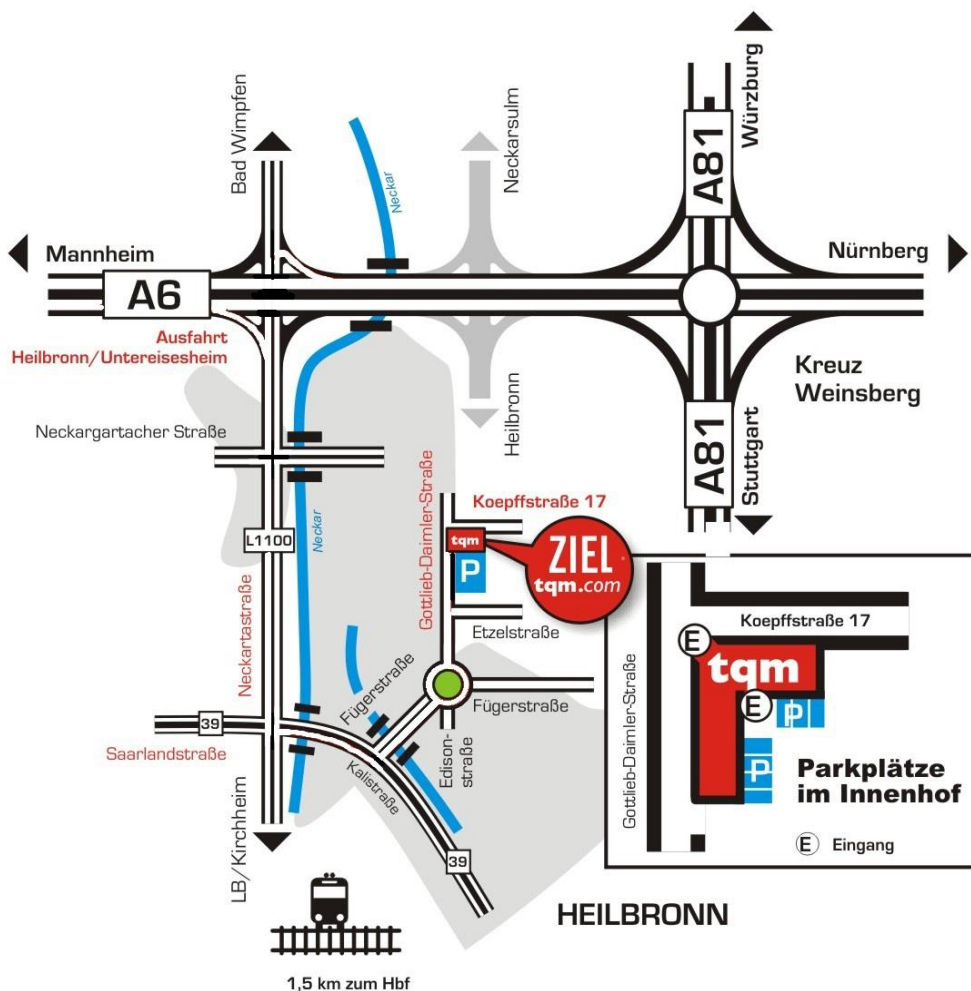 Würzburg
A81
Bad Wimpfen
Neckar
Neckarsulm
Mannheim
Nürnberg
A6
Ausfahrt
Heilbronn/Untereisesheim
Kreuz
Weinsberg
Heilbronn
A81
Stuttgart
Neckargartacher Straße
Gottlieb-Daimler-Straße
Koepffstraße 17
L1100
Neckar
tqm
P
ZIEL
tqm.com
Neckartastraße
Etzelstraße
Fügerstraße
Fügerstraße
39
Saarlandstraße
Kalistraße
Edison-
straße
LB/Kirchheim
39
Koepffstraße 17
E
tqm
Gottlieb-Daimler-Straße
E
P
P
Parkplätze
im Innenhof
E Eingang
HEILBRONN
1,5 km zum Hbf